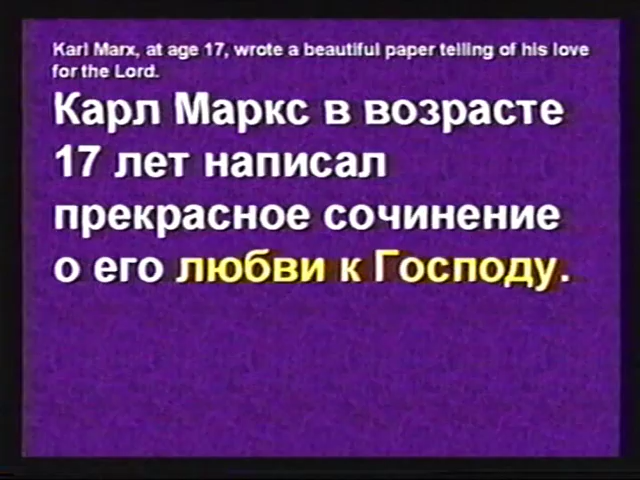 Karl Marx, at age 17, wrote a beautiful paper telling of his love
for the Lord.
Карл Маркс в возрасте
17 лет написал
прекрасное сочинение
о его любви к Господу.